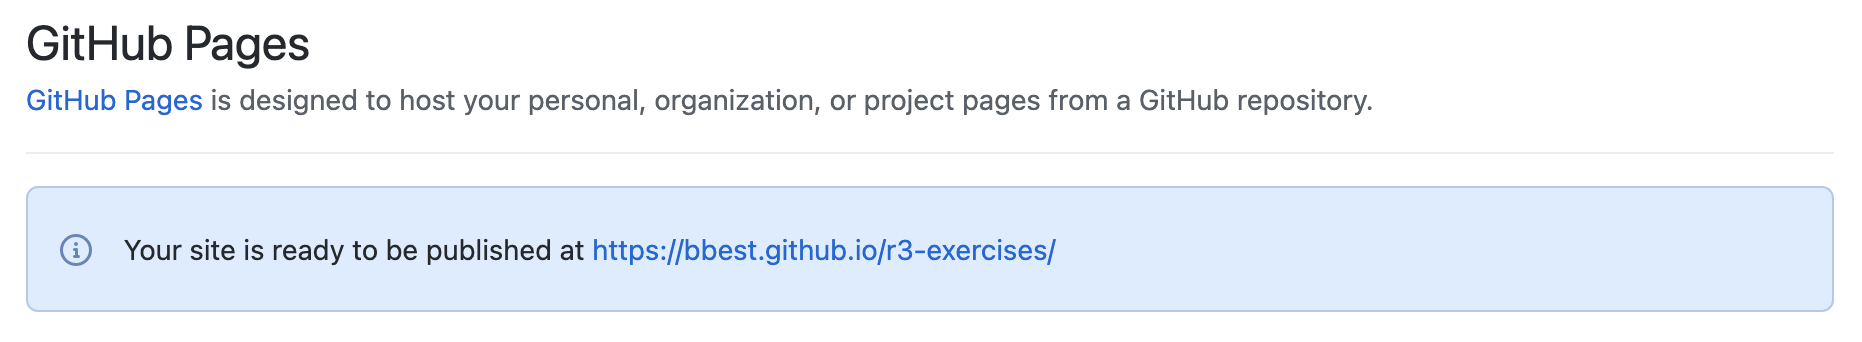 GitHub Pages
GitHub Pages is designed to host your personal, organization, or project pages from a GitHub repository.
Your site is ready to be published at https://bbest.github.io/r3-exercises/